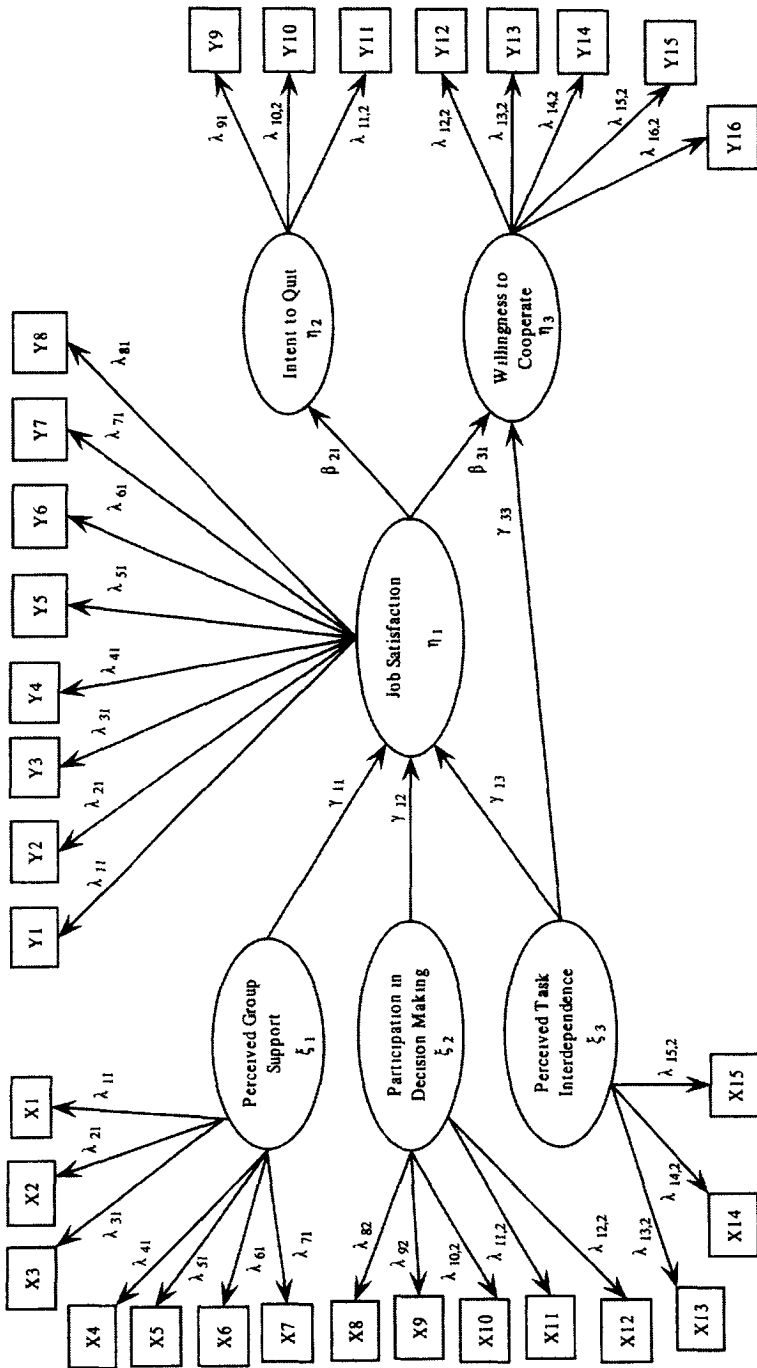 Y1
Y2
Y3
Y4
Y5
Y6
Y7
Y8
λ 11
λ 21
λ 31
λ 41
λ 51
λ 61
λ 71
λ 81
X1
X2
X3
X4
X5
X6
X7
λ 11
λ 21
λ 31
λ 41
λ 51
λ 61
λ 71
Perceived Group
Support
ξ 1
X8
X9
X10
X11
X12
λ 82
λ 92
λ 10,2
λ 11,2
λ 12,2
Participation in
Decision Making
ξ 2
X13
X14
X15
λ 13,2
λ 14,2
λ 15,2
Perceived Task
Interdependence
ξ 3
γ 11
γ 12
γ 13
γ 33
Job Satisfaction
η 1
β 21
β 31
Intent to Quit
η 2
λ 91
λ 10,2
λ 11,2
Y9
Y10
Y11
Willingness to
Cooperate
η 3
λ 12,2
λ 13,2
λ 14,2
λ 15,2
λ 16,2
Y12
Y13
Y14
Y15
Y16